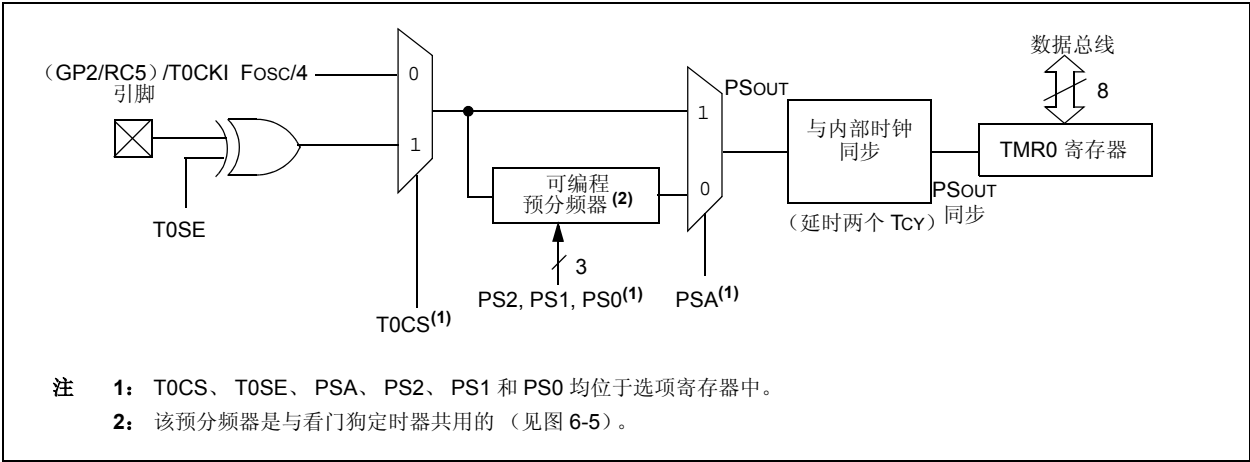 数据总线
8
（GP2/RC5）/T0CKI FOSC/4
引脚
0
1
T0SE
T0CS(1)
可编程
预分频器(2)
3
PS2, PS1, PS0(1)
1
0
PSA(1)
PSOUT
与内部时钟
同步
（延时两个 TCY）
PSOUT
同步
TMR0 寄存器
注 1： T0CS、 T0SE、 PSA、 PS2、 PS1 和 PS0 均位于选项寄存器中。
2： 该预分频器是与看门狗定时器共用的 （见图 6-5）。